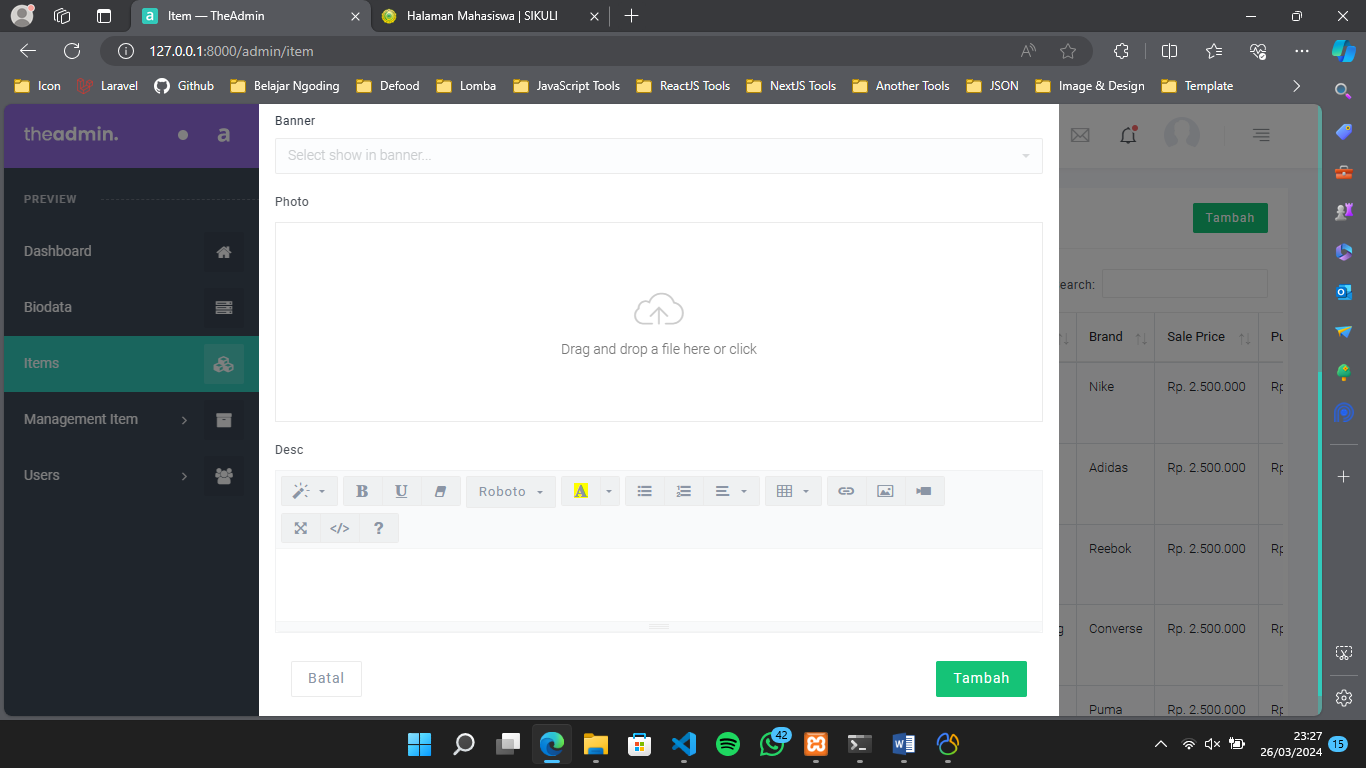 Item — TheAdmin
Halaman Mahasiswa | SIKULI
127.0.0.1:8000/admin/item
Icon
Laravel
Github
Belajar Ngoding
Defood
Lomba
JavaScript Tools
ReactJS Tools
NextJS Tools
Another Tools
JSON
Image & Design
Template
theadmin.
a
PREVIEW
Dashboard
Biodata
Items
Management Item
Users
Banner
Select show in banner...
Photo
Drag and drop a file here or click
Desc
B U Roboto A
</> ?
Batal
Tambah
Tambah
earch:
Brand Sale Price Pu
Nike Rp. 2.500.000 Rp
Adidas Rp. 2.500.000 Rp
Reebok Rp. 2.500.000 Rp
g Converse Rp. 2.500.000 Rp
Puma Rp. 2.500.000 Rp
42
23:27
26/03/2024
15